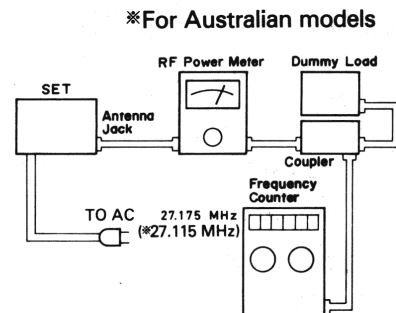 ※For Australian models
RF Power Meter
Dummy Load
SET
Antenna
Jack
Coupler
Frequency
Counter
TO AC
27.175 MHz
(※27.115 MHz)